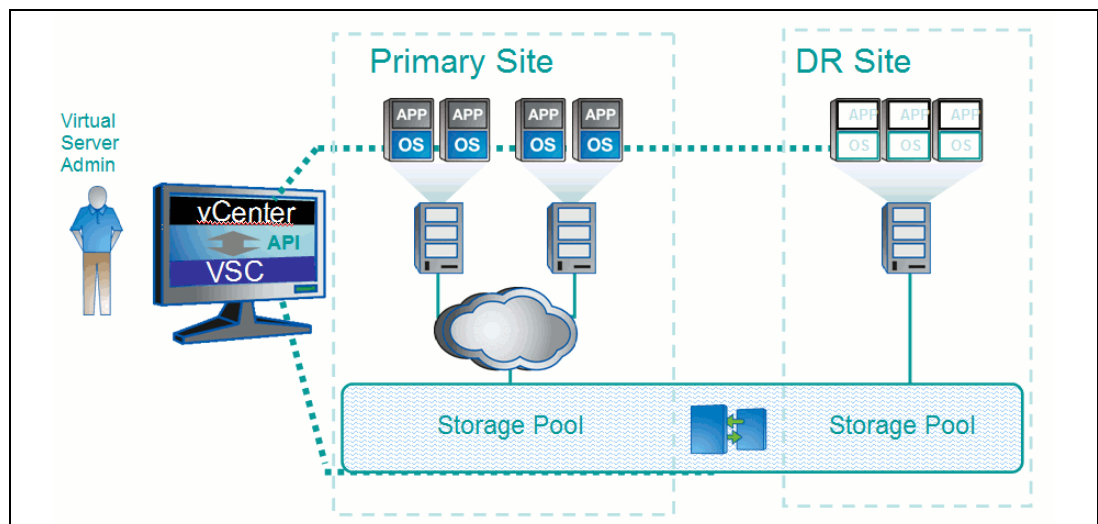 Primary Site
DR Site
Virtual
Server
Admin
APP
APP
APP
APP
OS
OS
OS
OS
APP
APP
APP
OS
OS
OS
vCenter
API
VSC
Storage Pool
Storage Pool